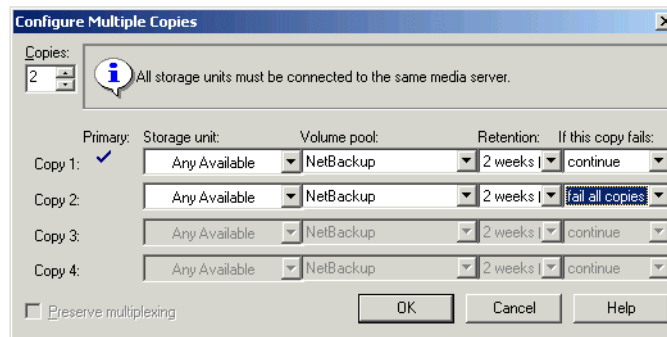 Configure Multiple Copies
Copies:
2
All storage units must be connected to the same media server.
Primary: Storage unit: Volume pool: Retention: If this copy fails:
Copy 1: Any Available NetBackup 2 weeks ( continue
Copy 2: Any Available NetBackup 2 weeks ( fail all copies
Copy 3: Any Available NetBackup 2 weeks ( continue
Copy 4: Any Available NetBackup 2 weeks ( continue
Preserve multiplexing OK Cancel Help